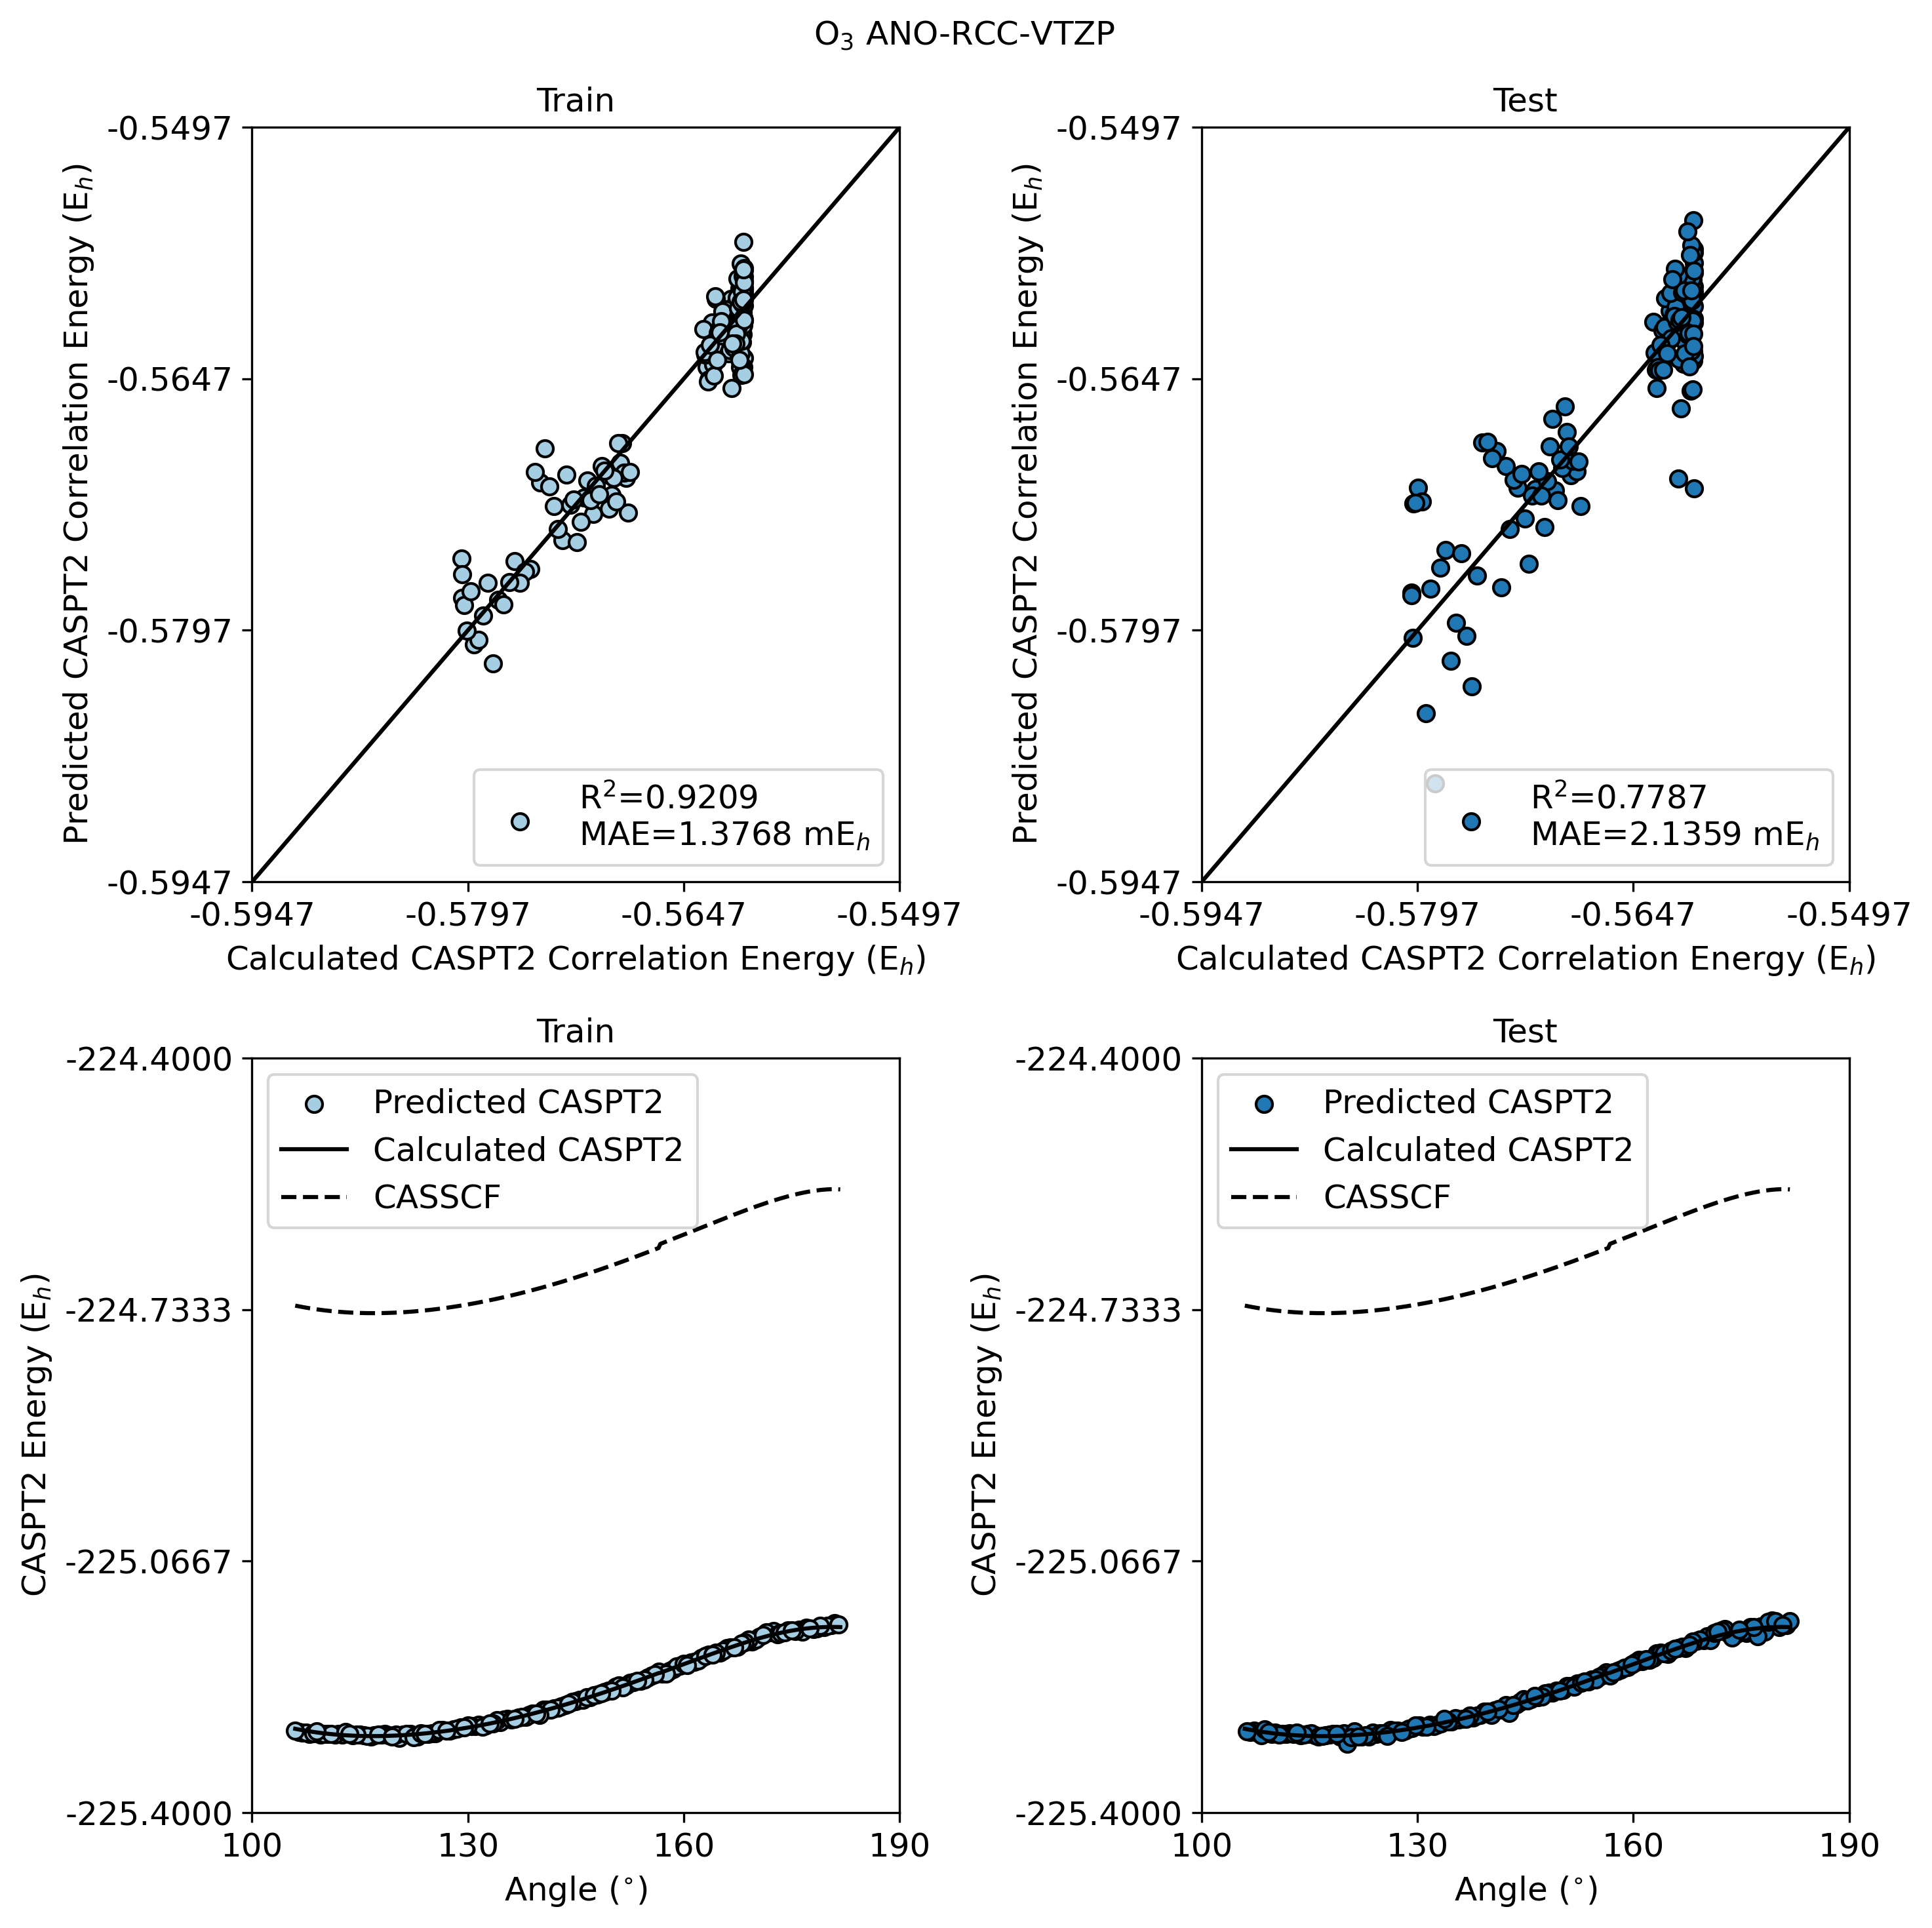 O3 ANO-RCC-VTZP
Train
-0.5497
-0.5647
-0.5797
-0.5947
Predicted CASPT2 Correlation Energy (Eh)
R2=0.9209
MAE=1.3768 mEh
-0.5947 -0.5797 -0.5647 -0.5497
Calculated CASPT2 Correlation Energy (Eh)
Test
-0.5497
-0.5647
-0.5797
-0.5947
Predicted CASPT2 Correlation Energy (Eh)
R2=0.7787
MAE=2.1359 mEh
-0.5947 -0.5797 -0.5647 -0.5497
Calculated CASPT2 Correlation Energy (Eh)
Train
-224.4000
-224.7333
-225.0667
-225.4000
CASPT2 Energy (Eh)
Predicted CASPT2
Calculated CASPT2
CASSCF
100 130 160 190
Angle (°)
Test
-224.4000
-224.7333
-225.0667
-225.4000
CASPT2 Energy (Eh)
Predicted CASPT2
Calculated CASPT2
CASSCF
100 130 160 190
Angle (°)